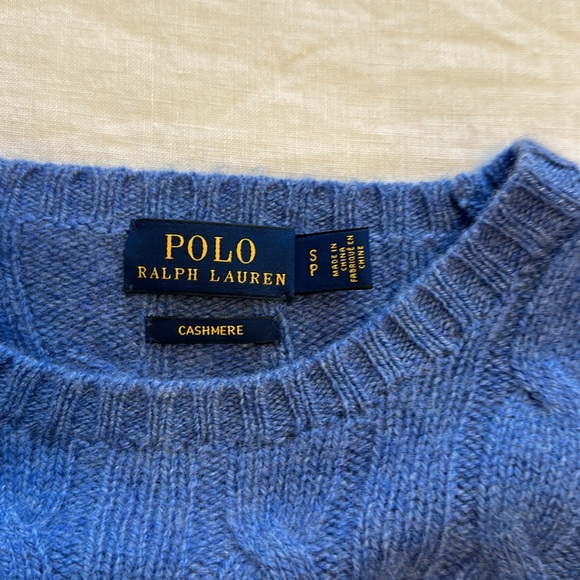 POLO
RALPH LAUREN
S
P
MADE IN
CHINA
FABRIQUÉ EN
CHINE
CASHMERE